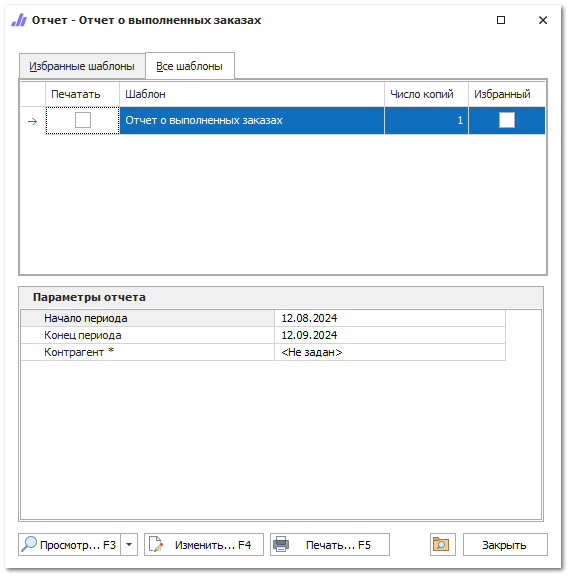 Отчет - Отчет о выполненных заказах
Избранные шаблоны Все шаблоны
Печатать Шаблон Число копий Избранный
Отчет о выполненных заказах 1
Параметры отчета
Начало периода 12.08.2024
Конец периода 12.09.2024
Контрагент * <Не задан>
Просмотр... F3 Изменить... F4 Печать... F5 Закрыть